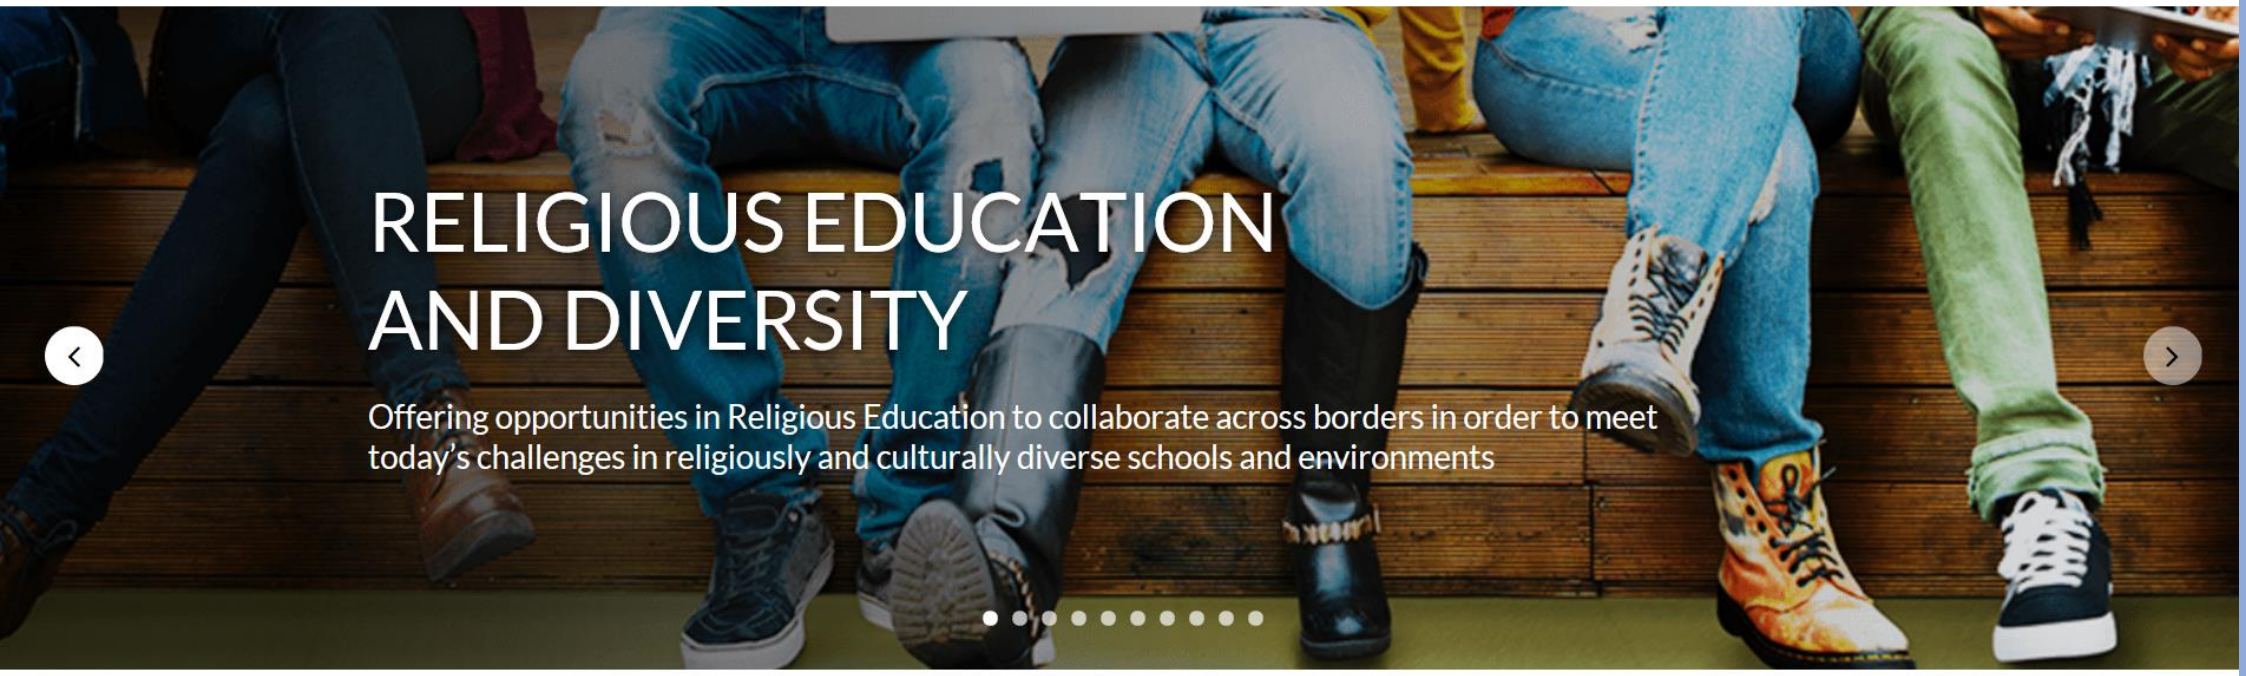 RELIGIOUS EDUCATION
AND DIVERSITY
Offering opportunities in Religious Education to collaborate across borders in order to meet
today’s challenges in religiously and culturally diverse schools and environments